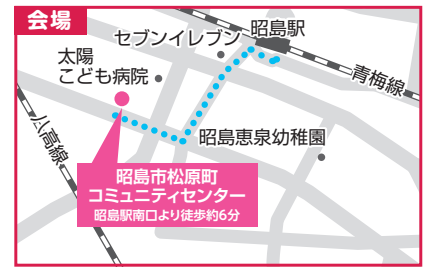 会場
昭島駅
セブンイレブン
太陽
こども病院
青梅線
八高線
昭島恵泉幼稚園
昭島市松原町
コミュニティセンター
昭島駅南口より徒歩約6分